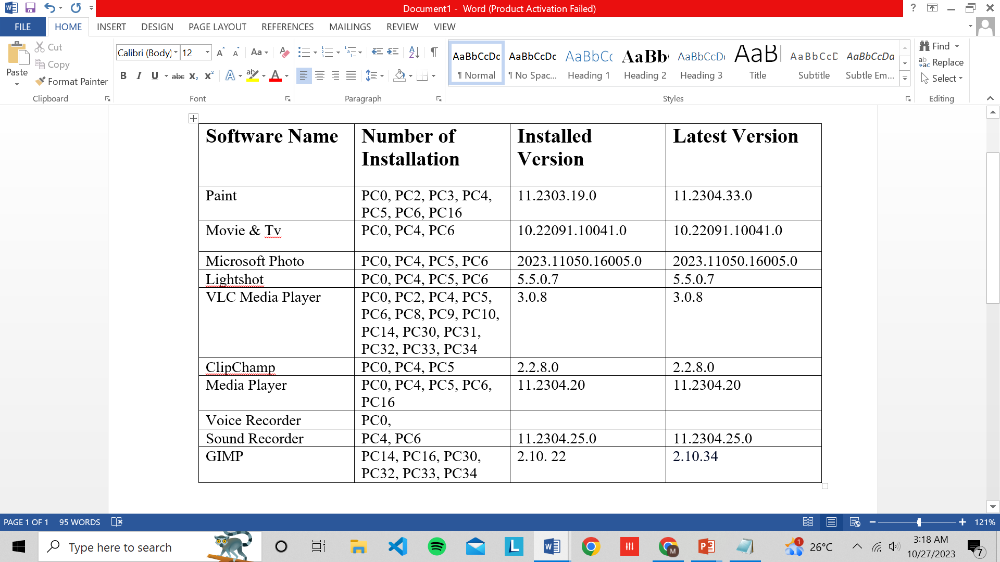 Document1 - Word (Product Activation Failed)
?
FILE HOME INSERT DESIGN PAGE LAYOUT REFERENCES MAILINGS REVIEW VIEW
Paste
Cut
Copy
Format Painter
Clipboard
Calibri (Body) 12
Font
Paragraph
AaBbCcDc AaBbCcDc AaBbCc AaBb AaBbCcDc AaBl AaBbCcD AaBbCcDa
¶ Normal ¶ No Spac... Heading 1 Heading 2 Heading 3 Title Subtitle Subtle Em...
Styles
Find
Replace
Select
Editing
Software Name Number of Installation Installed Version Latest Version
Paint PC0, PC2, PC3, PC4, PC5, PC6, PC16 11.2303.19.0 11.2304.33.0
Movie & Tv PC0, PC4, PC6 10.22091.10041.0 10.22091.10041.0
Microsoft Photo PC0, PC4, PC5, PC6 2023.11050.16005.0 2023.11050.16005.0
Lightshot PC0, PC4, PC5, PC6 5.5.0.7 5.5.0.7
VLC Media Player PC0, PC2, PC4, PC5, PC6, PC8, PC9, PC10, PC14, PC30, PC31, PC32, PC33, PC34 3.0.8 3.0.8
ClipChamp PC0, PC4, PC5 2.2.8.0 2.2.8.0
Media Player PC0, PC4, PC5, PC6, PC16 11.2304.20 11.2304.20
Voice Recorder PC0,
Sound Recorder PC4, PC6 11.2304.25.0 11.2304.25.0
GIMP PC14, PC16, PC30, PC32, PC33, PC34 2.10. 22 2.10.34
PAGE 1 OF 1 95 WORDS 121%
Type here to search
1 26°C
3:18 AM
10/27/2023
7